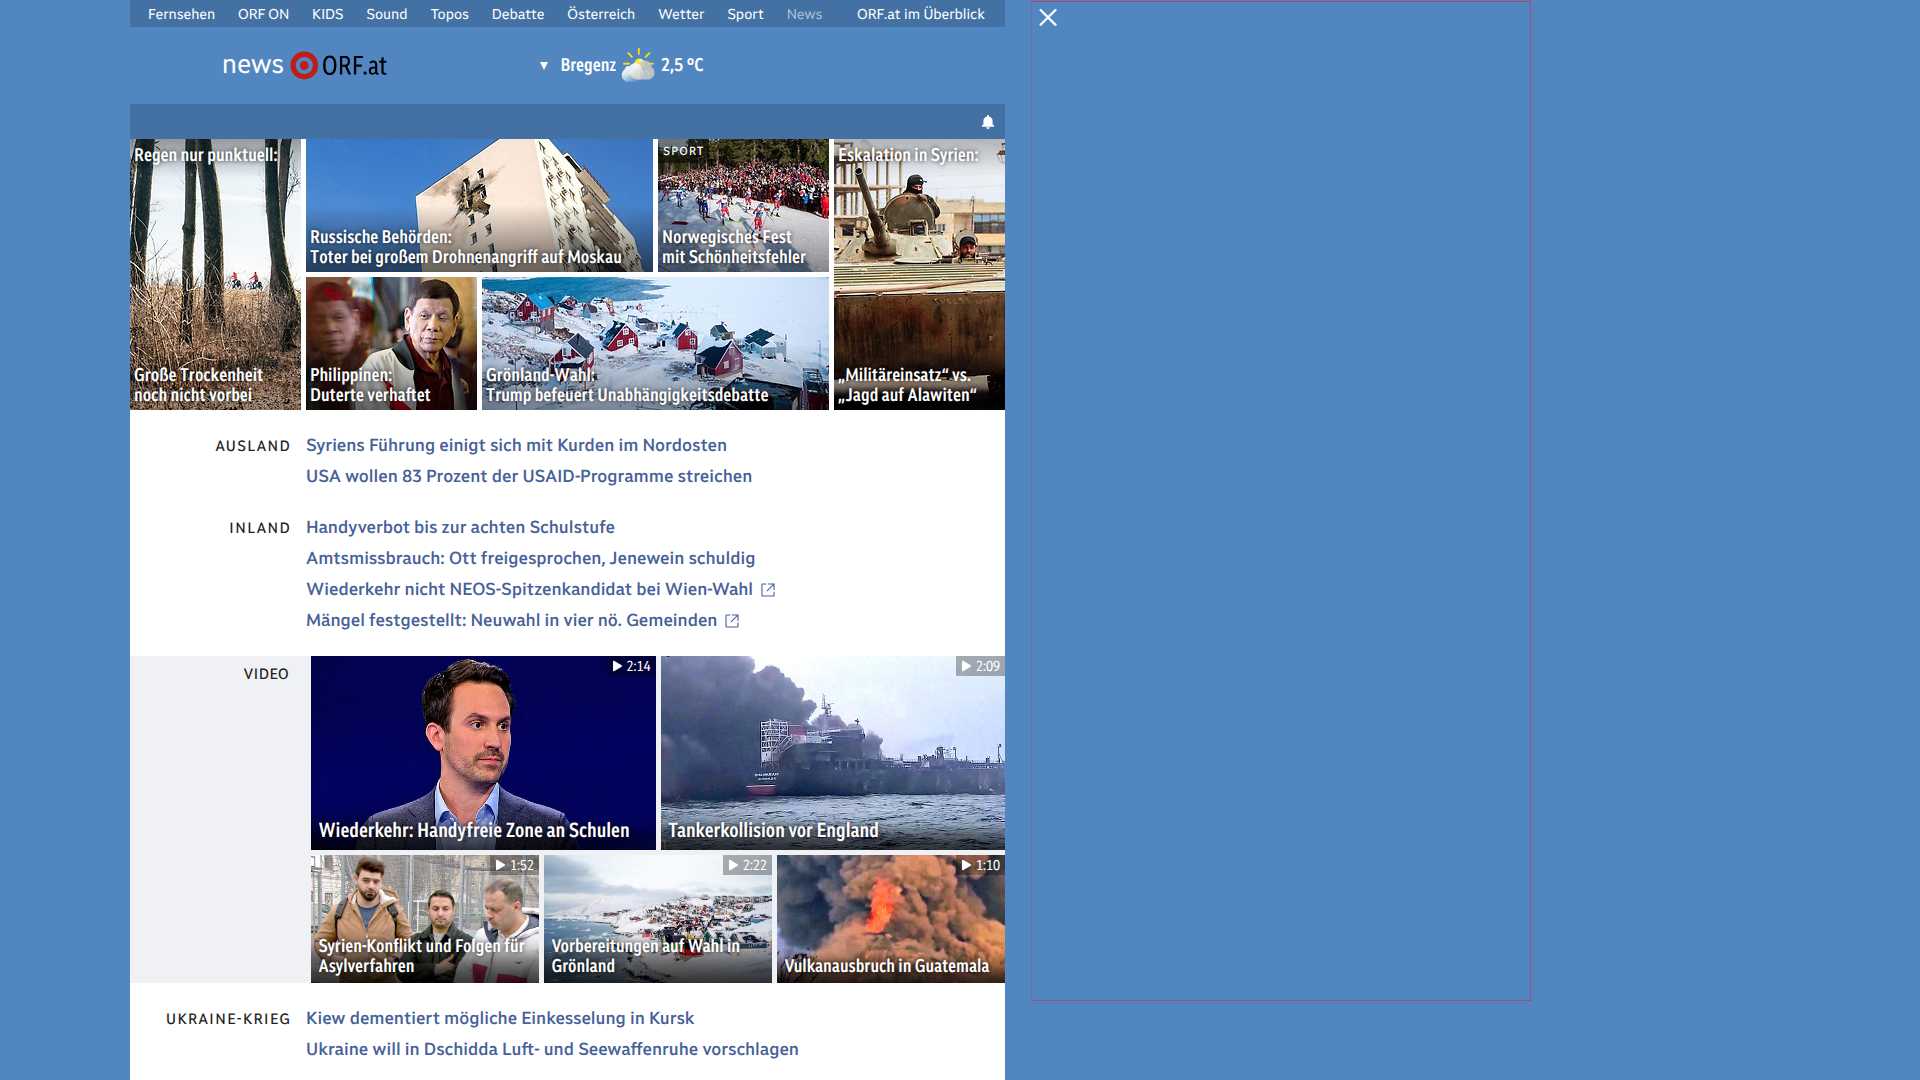 Fernsehen ORF ON KIDS Sound Topos Debatte Österreich Wetter Sport News ORF.at im Überblick
news ORF.at
Bregenz 2,5 °C
Regen nur punktuell:
Große Trockenheit
noch nicht vorbei
Russische Behörden:
Toter bei großem Drohnenangriff auf Moskau
SPORT
Norwegisches Fest
mit Schönheitsfehler
Eskalation in Syrien:
„Militäreinsatz“ vs.
„Jagd auf Alawiten“
Philippinen:
Duterte verhaftet
Grönland-Wahl:
Trump befeuert Unabhängigkeitsdebatte
AUSLAND
Syriens Führung einigt sich mit Kurden im Nordosten
USA wollen 83 Prozent der USAID-Programme streichen
INLAND
Handyverbot bis zur achten Schulstufe
Amtsmissbrauch: Ott freigesprochen, Jenewein schuldig
Wiederkehr nicht NEOS-Spitzenkandidat bei Wien-Wahl
Mängel festgestellt: Neuwahl in vier nö. Gemeinden
VIDEO
2:14
Wiederkehr: Handyfreie Zone an Schulen
2:09
Tankerkollision vor England
1:52
Syrien-Konflikt und Folgen für
Asylverfahren
2:22
Vorbereitungen auf Wahl in
Grönland
1:10
Vulkanausbruch in Guatemala
UKRAINE-KRIEG
Kiew dementiert mögliche Einkesselung in Kursk
Ukraine will in Dschidda Luft- und Seewaffenruhe vorschlagen